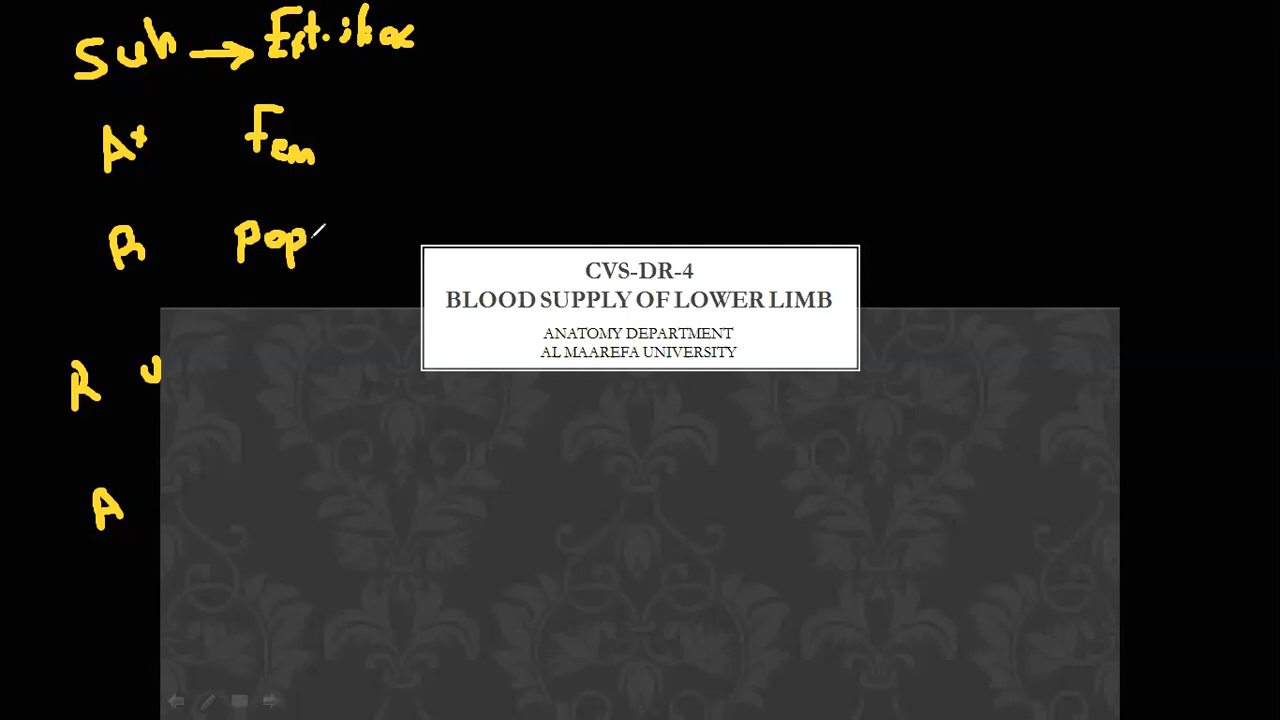 Sub → Ext. iliac
A+ Fem
R pop
CVS-DR-4
BLOOD SUPPLY OF LOWER LIMB
ANATOMY DEPARTMENT
AL MAAREFA UNIVERSITY
R U
A